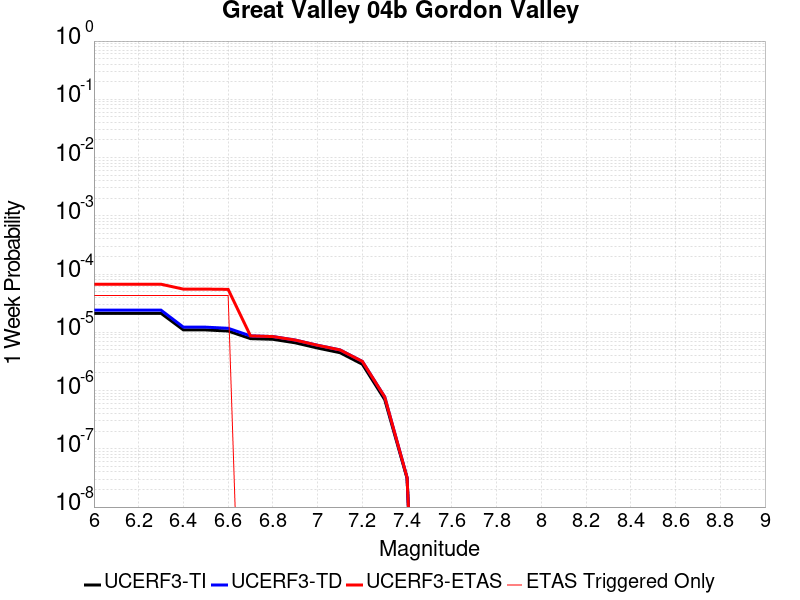 Great Valley 04b Gordon Valley
10^0
10^-1
10^-2
10^-3
10^-4
10^-5
10^-6
10^-7
10^-8
1 Week Probability
6 6.2 6.4 6.6 6.8 7 7.2 7.4 7.6 7.8 8 8.2 8.4 8.6 8.8 9
Magnitude
UCERF3-TI UCERF3-TD UCERF3-ETAS ETAS Triggered Only